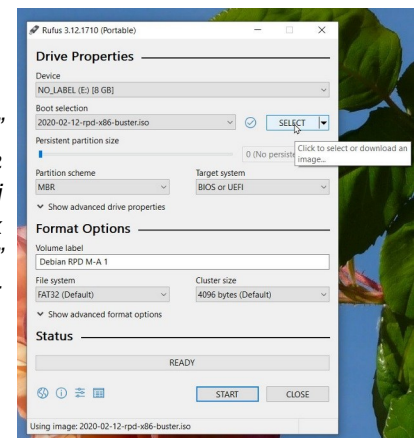 Rufus 3.12.1710 (Portable)
Drive Properties
Device
NO_LABEL (E:) [8 GB]
Boot selection
2020-02-12-rpd-x86-buster.iso
SELECT
Persistent partition size
0 (No persiste
Click to select or download an
image...
Partition scheme
Target system
MBR
BIOS or UEFI
Show advanced drive properties
Format Options
Volume label
Debian RPD M-A 1
File system
Cluster size
FAT32 (Default)
4096 bytes (Default)
Show advanced format options
Status
READY
START
CLOSE
Using image: 2020-02-12-rpd-x86-buster.iso